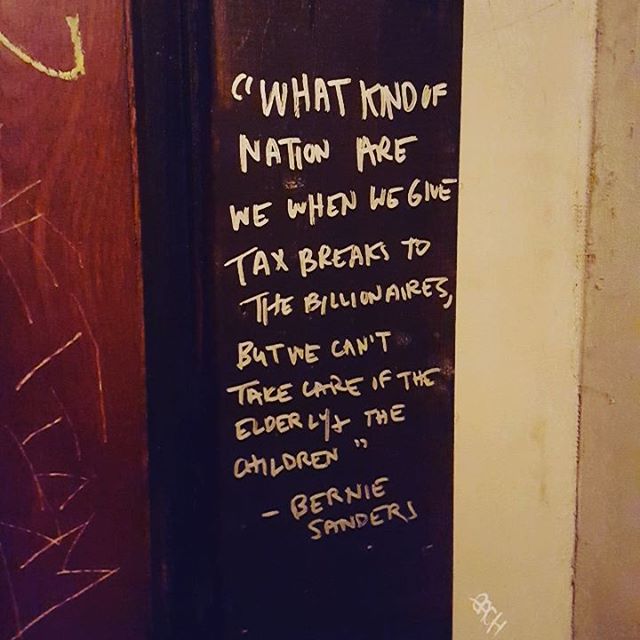 “WHAT KIND OF
NATION ARE
WE WHEN WE GIVE
TAX BREAKS TO
THE BILLIONAIRES,
BUT WE CAN'T
TAKE CARE OF THE
ELDERLY + THE
CHILDREN”
- BERNIE
SANDERS